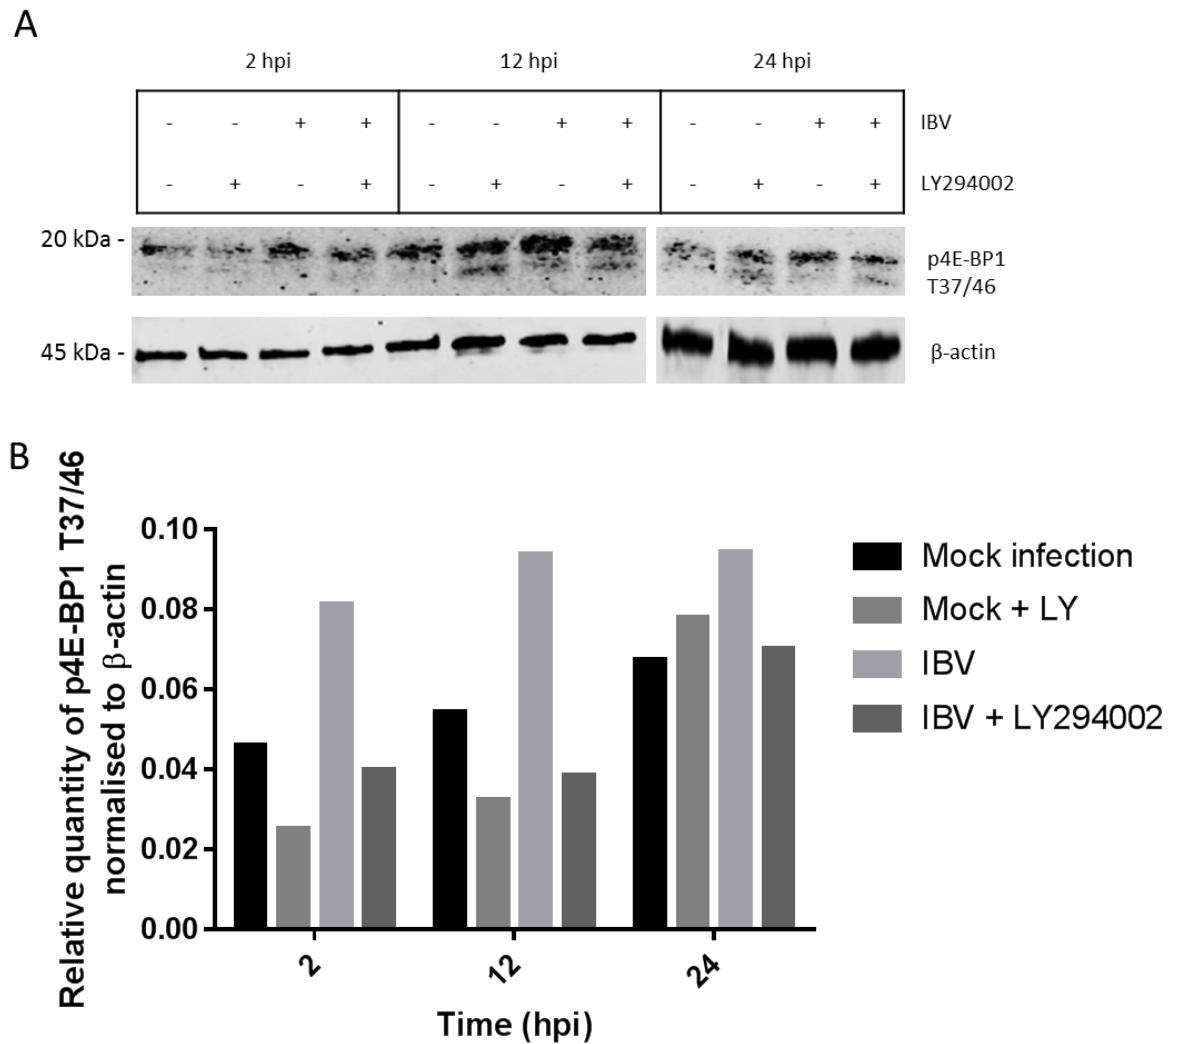 A
2 hpi 12 hpi 24 hpi
- - + + - - + + - - + + IBV
- + - + - + - + - + - + LY294002
20 kDa -
p4E-BP1
T37/46
45 kDa -
β-actin
B
Relative quantity of p4E-BP1 T37/46
normalised to β-actin
0.10
0.08
0.06
0.04
0.02
0.00
2 12 24
Time (hpi)
Mock infection
Mock + LY
IBV
IBV + LY294002